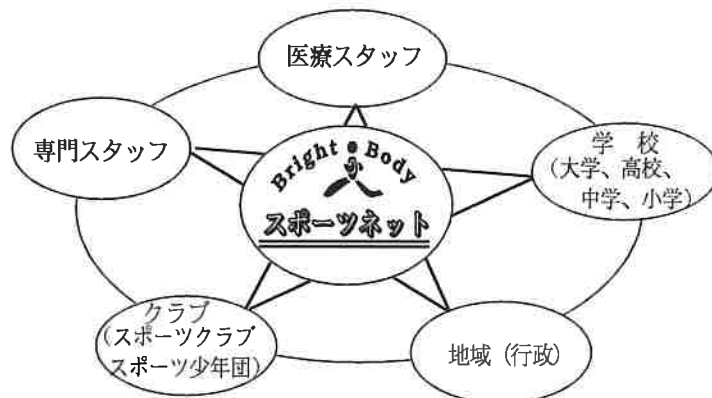 医療スタッフ
専門スタッフ
学　校
(大学、高校、
中学、小学)
Bright Body
スポーツネット
クラブ
(スポーツクラブ
スポーツ少年団)
地域 (行政)